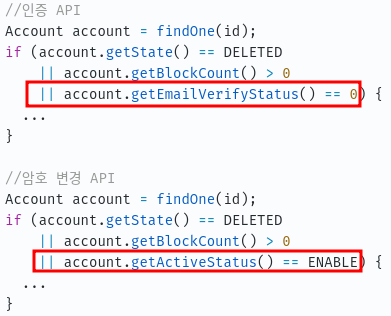 //인증 API
Account account = findOne(id);
if (account.getState() == DELETED
|| account.getBlockCount() > 0
|| account.getEmailVerifyStatus() == 0) {
...
}
//암호 변경 API
Account account = findOne(id);
if (account.getState() == DELETED
|| account.getBlockCount() > 0
|| account.getActiveStatus() == ENABLE) {
...
}